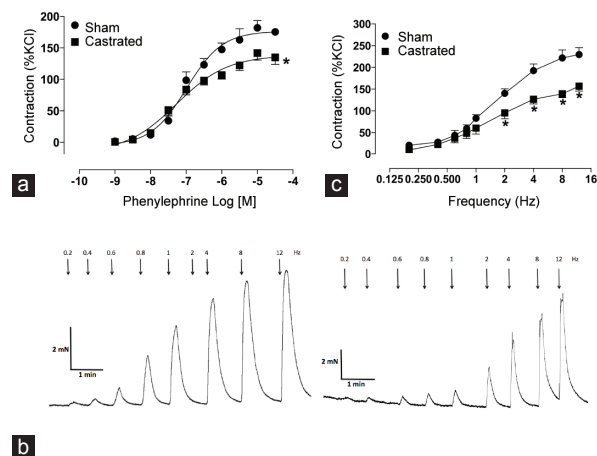 200
150
100
50
0
Contraction (%KCl)
Sham
Castrated
*
-10 -9 -8 -7 -6 -5 -4
Phenylephrine Log [M]
a
300
250
200
150
100
50
0
Contraction (%KCl)
Sham
Castrated
* * * *
0.125 0.250 0.500 1 2 4 8 16
Frequency (Hz)
c
0.2 0.4 0.6 0.8 1 2 4 8 12 Hz
2 mN
1 min
0.2 0.4 0.6 0.8 1 2 4 8 12 Hz
2 mN
1 min
b